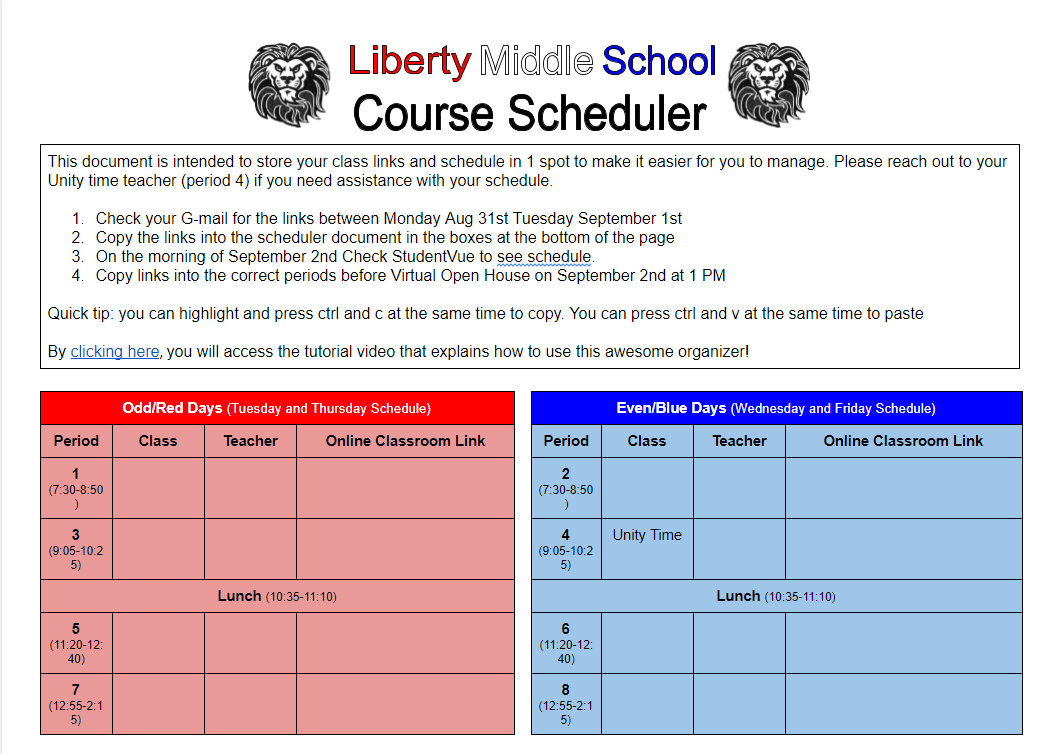 Liberty Middle School
Course Scheduler
This document is intended to store your class links and schedule in 1 spot to make it easier for you to manage. Please reach out to your
Unity time teacher (period 4) if you need assistance with your schedule.
1. Check your G-mail for the links between Monday Aug 31st Tuesday September 1st
2. Copy the links into the scheduler document in the boxes at the bottom of the page
3. On the morning of September 2nd Check StudentVue to see schedule.
4. Copy links into the correct periods before Virtual Open House on September 2nd at 1 PM
Quick tip: you can highlight and press ctrl and c at the same time to copy. You can press ctrl and v at the same time to paste
By clicking here, you will access the tutorial video that explains how to use this awesome organizer!
Odd/Red Days (Tuesday and Thursday Schedule)
Period Class Teacher Online Classroom Link
1
(7:30-8:50
)
3
(9:05-10:2
5)
Lunch (10:35-11:10)
5
(11:20-12:
40)
7
(12:55-2:1
5)
Even/Blue Days (Wednesday and Friday Schedule)
Period Class Teacher Online Classroom Link
2
(7:30-8:50
)
4 Unity Time
(9:05-10:2
5)
Lunch (10:35-11:10)
6
(11:20-12:
40)
8
(12:55-2:1
5)